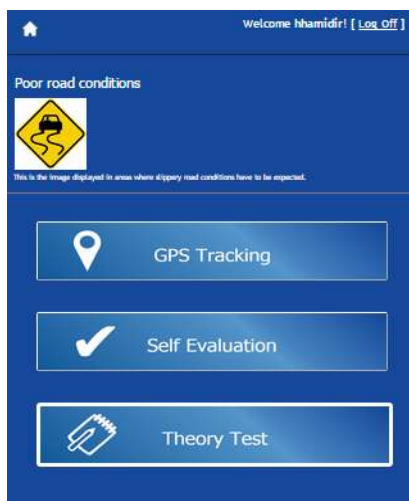 Welcome hhamidir! [ Log Off ]
Poor road conditions
This is the image displayed in areas where slippery road conditions have to be expected.
GPS Tracking
Self Evaluation
Theory Test